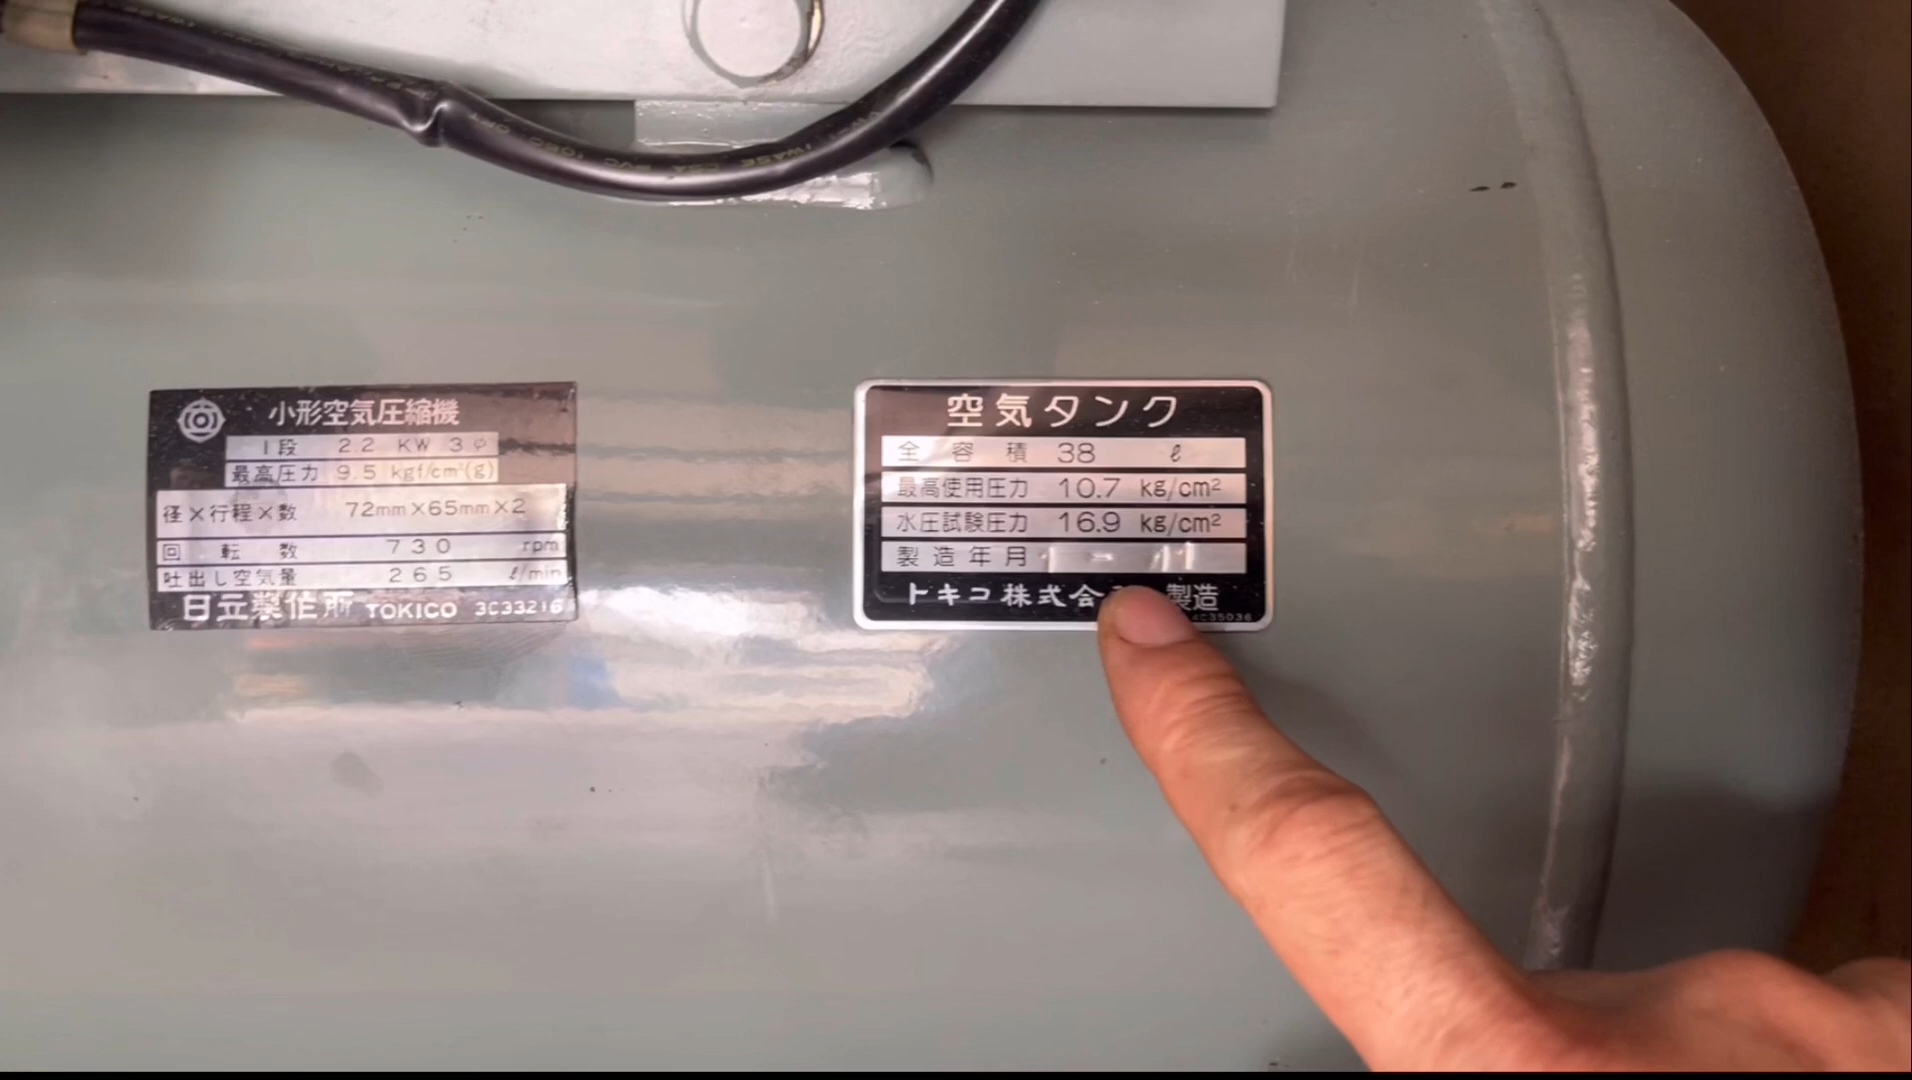 小形空気圧縮機
1段 2.2 KW 3φ
最高圧力 9.5 kgf/cm²(g)
径×行程×数 72mm×65mm×2
回転数 730 rpm
吐出し空気量 265 ℓ/min
日立製作所 TOKICO 3C33216
空気タンク
全容積 38 ℓ
最高使用圧力 10.7 kg/cm²
水圧試験圧力 16.9 kg/cm²
製造年月
トキコ株式会 製造
4C35036